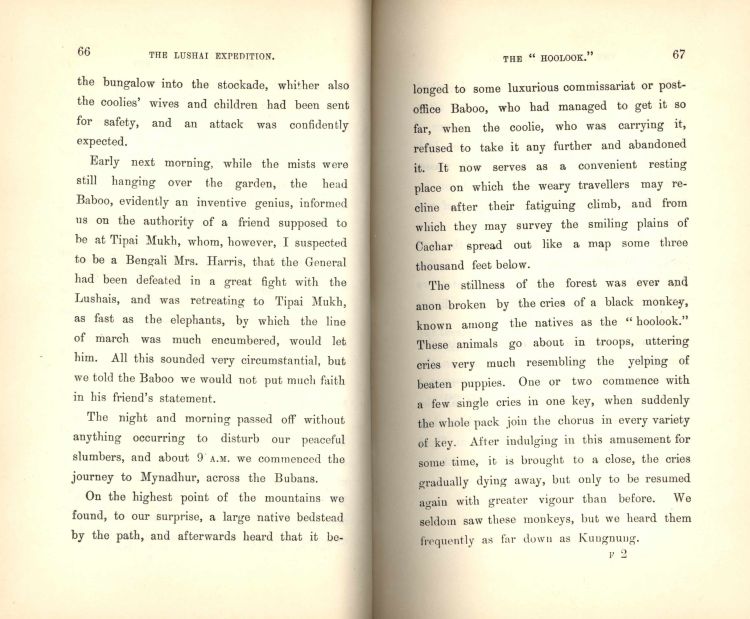 66
THE LUSHAI EXPEDITION.
the bungalow into the stockade, whither also
the coolies' wives and children had been sent
for safety, and an attack was confidently
expected.
Early next morning, while the mists were
still hanging over the garden, the head
Baboo, evidently an inventive genius, informed
us on the authority of a friend supposed to
be at Tipai Mukh, whom, however, I suspected
to be a Bengali Mrs. Harris, that the General
had been defeated in a great fight with the
Lushais, and was retreating to Tipai Mukh,
as fast as the elephants, by which the line
of march was much encumbered, would let
him. All this sounded very circumstantial, but
we told the Baboo we would not put much faith
in his friend's statement.
The night and morning passed off without
anything occurring to disturb our peaceful
slumbers, and about 9 A.M. we commenced the
journey to Mynadhur, across the Bubans.
On the highest point of the mountains we
found, to our surprise, a large native bedstead
by the path, and afterwards heard that it be-
THE "HOOLOOK."
67
longed to some luxurious commissariat or post-
office Baboo, who had managed to get it so
far, when the coolie, who was carrying it,
refused to take it any further and abandoned
it. It now serves as a convenient resting
place on which the weary travellers may re-
cline after their fatiguing climb, and from
which they may survey the smiling plains of
Cachar spread out like a map some three
thousand feet below.
The stillness of the forest was ever and
anon broken by the cries of a black monkey,
known among the natives as the "hoolook."
These animals go about in troops, uttering
cries very much resembling the yelping of
beaten puppies. One or two commence with
a few single cries in one key, when suddenly
the whole pack join the chorus in every variety
of key. After indulging in this amusement for
some time, it is brought to a close, the cries
gradually dying away, but only to be resumed
again with greater vigour than before. We
seldom saw these monkeys, but we heard them
frequently as far down as Kungnung.
F 2